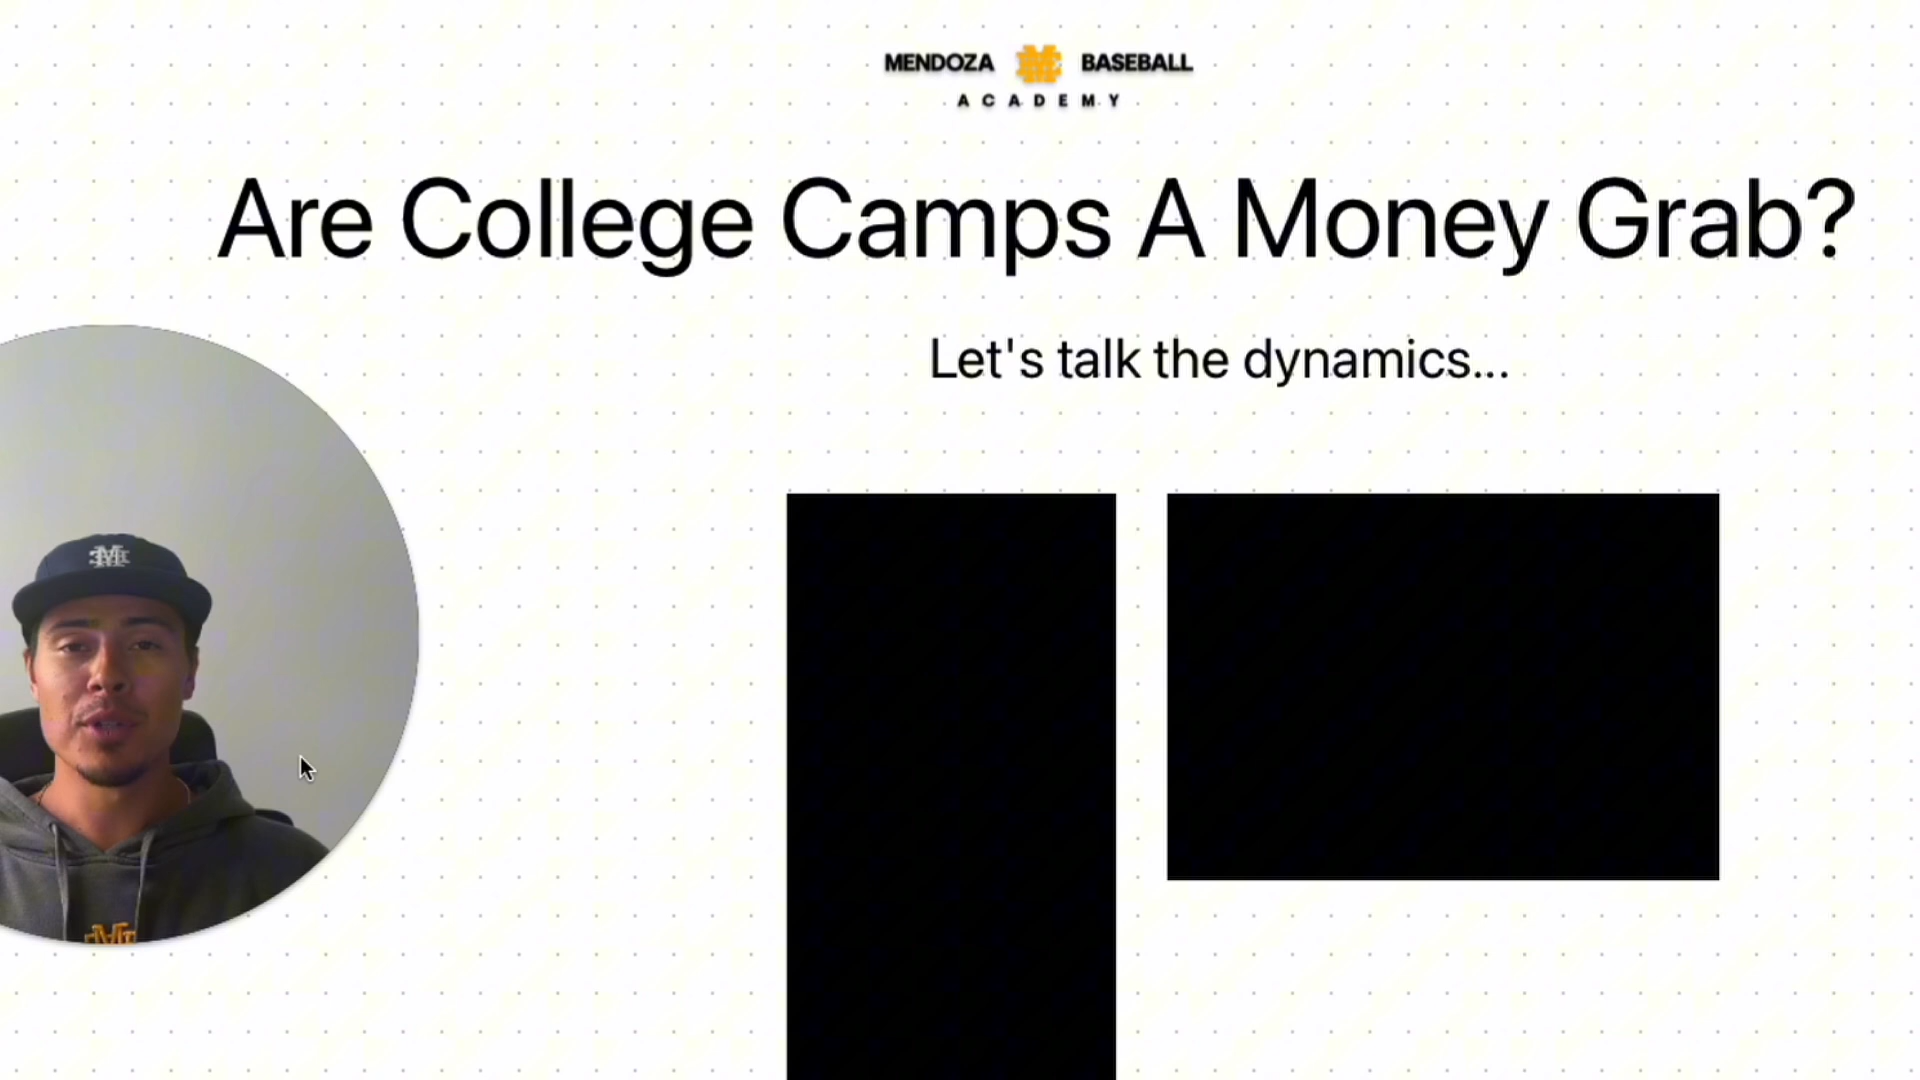 MENDOZA M BASEBALL
ACADEMY
Are College Camps A Money Grab?
Let's talk the dynamics...
M
M